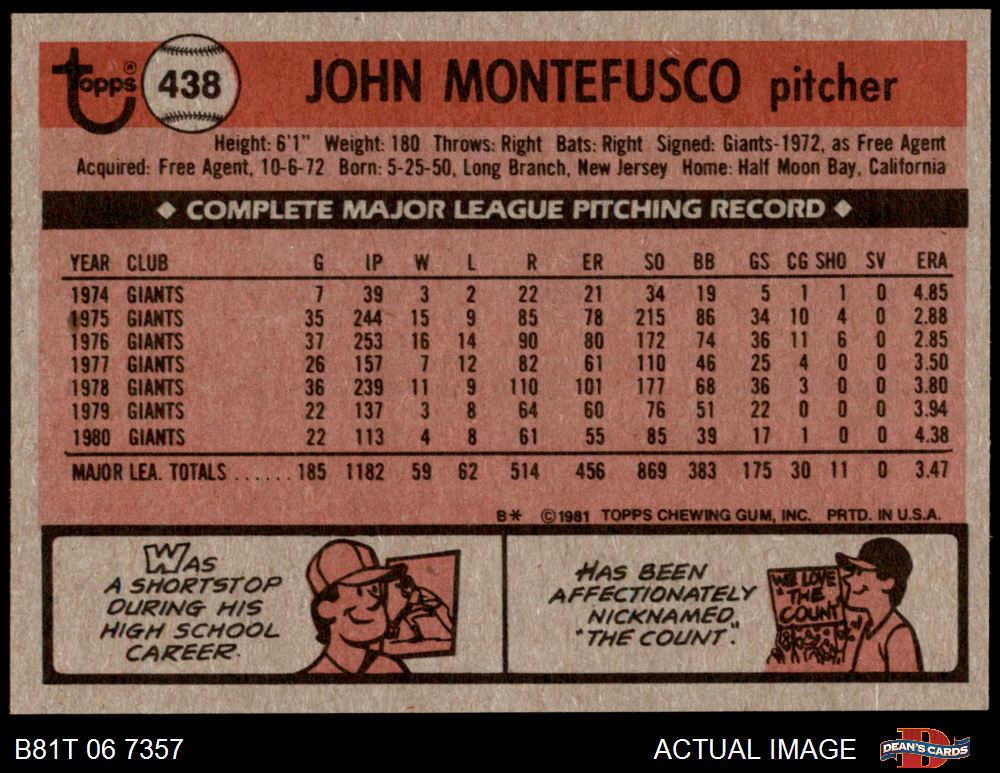 topps® 438 JOHN MONTEFUSCO pitcher
Height: 6'1" Weight: 180 Throws: Right Bats: Right Signed: Giants-1972, as Free Agent
Acquired: Free Agent, 10-6-72 Born: 5-25-50, Long Branch, New Jersey Home: Half Moon Bay, California
◆ COMPLETE MAJOR LEAGUE PITCHING RECORD ◆
YEAR CLUB G IP W L R ER SO BB GS CG SHO SV ERA
1974 GIANTS 7 39 3 2 22 21 34 19 5 1 1 0 4.85
1975 GIANTS 35 244 15 9 85 78 215 86 34 10 4 0 2.88
1976 GIANTS 37 253 16 14 90 80 172 74 36 11 6 0 2.85
1977 GIANTS 26 157 7 12 82 61 110 46 25 4 0 0 3.50
1978 GIANTS 36 239 11 9 110 101 177 68 36 3 0 0 3.80
1979 GIANTS 22 137 3 8 64 60 76 51 22 0 0 0 3.94
1980 GIANTS 22 113 4 8 61 55 85 39 17 1 0 0 4.38
MAJOR LEA. TOTALS ...... 185 1182 59 62 514 456 869 383 175 30 11 0 3.47
B* ©1981 TOPPS CHEWING GUM, INC. PRTD. IN U.S.A.
WAS
A SHORTSTOP
DURING HIS
HIGH SCHOOL
CAREER.
HAS BEEN
AFFECTIONATELY
NICKNAMED
"THE COUNT".
WE LOVE
"THE
COUNT"
B81T 06 7357 ACTUAL IMAGE DEAN'S CARDS